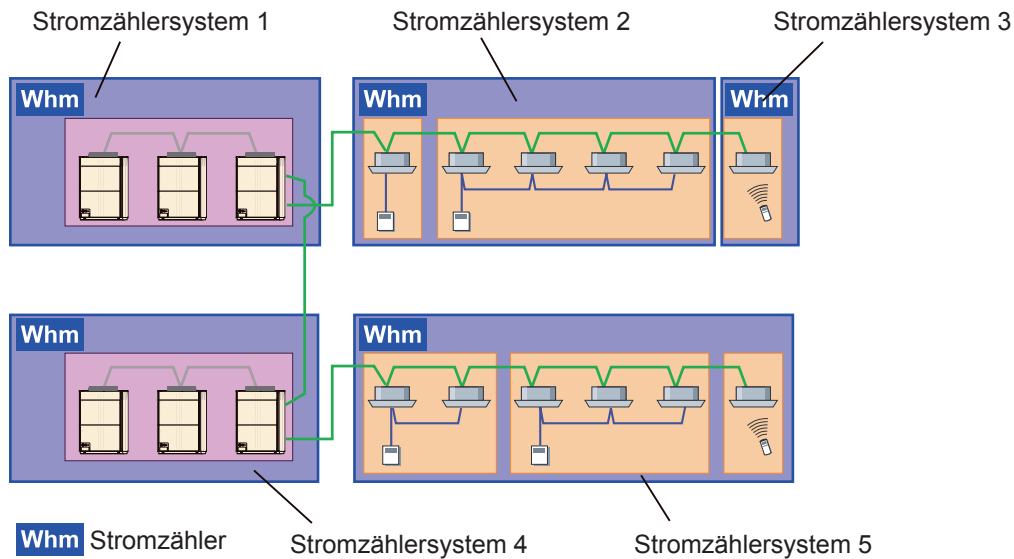 Stromzählersystem 1
Stromzählersystem 2
Stromzählersystem 3
Whm
Whm
Whm
Whm
Whm
Whm Stromzähler
Stromzählersystem 4
Stromzählersystem 5